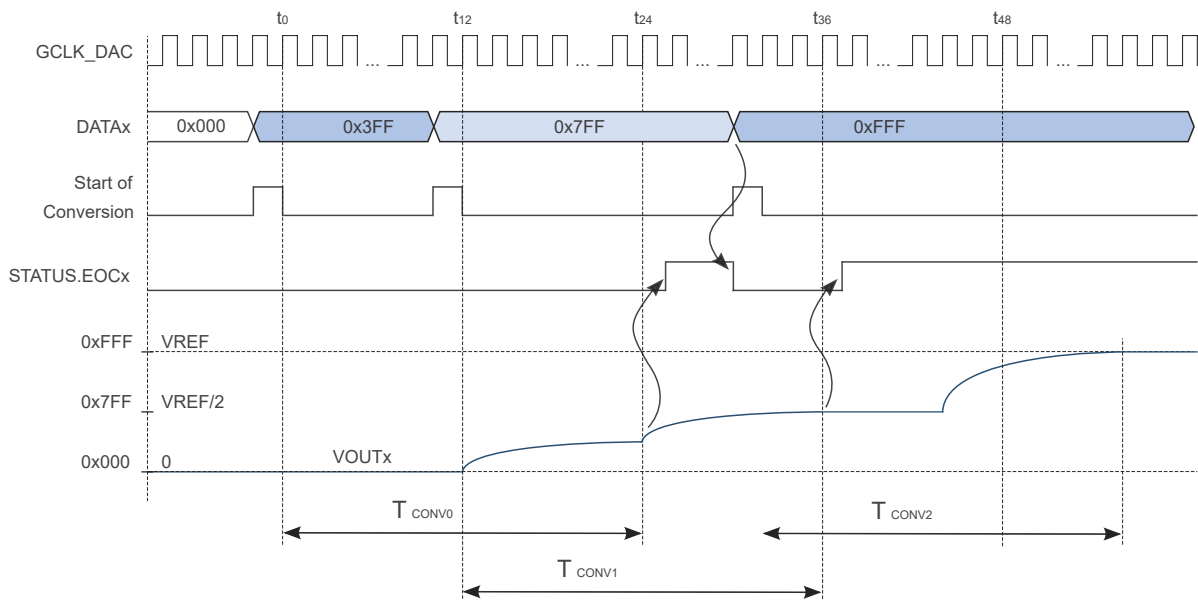 t0 t12 t24 t36 t48
GCLK_DAC ... ... ... ... ...
DATAx 0x000 0x3FF 0x7FF 0xFFF
Start of
Conversion
STATUS.EOCx
0xFFF VREF
0x7FF VREF/2
0x000 0 VOUTx
T CONV0 T CONV2
T CONV1